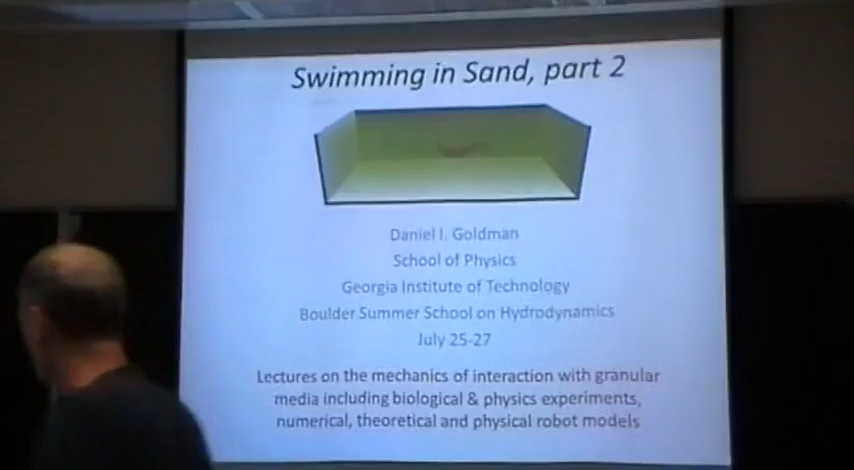 Swimming in Sand, part 2
Daniel I. Goldman
School of Physics
Georgia Institute of Technology
Boulder Summer School on Hydrodynamics
July 25-27
Lectures on the mechanics of interaction with granular
media including biological & physics experiments,
numerical, theoretical and physical robot models